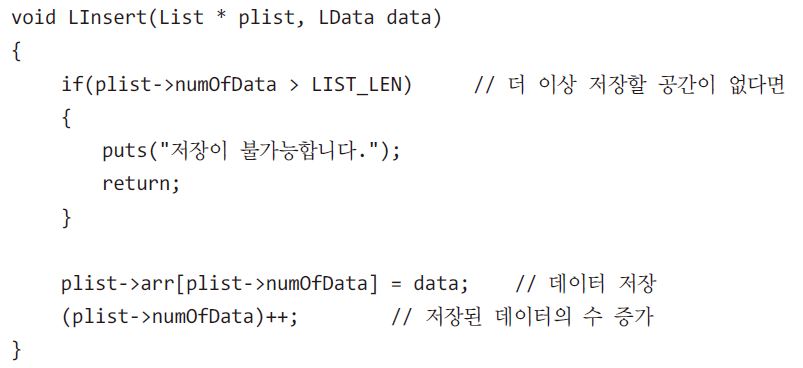 void LInsert(List * plist, LData data)
{
    if(plist->numOfData > LIST_LEN)     // 더 이상 저장할 공간이 없다면
    {
        puts("저장이 불가능합니다.");
        return;
    }

    plist->arr[plist->numOfData] = data;    // 데이터 저장
    (plist->numOfData)++;        // 저장된 데이터의 수 증가
}